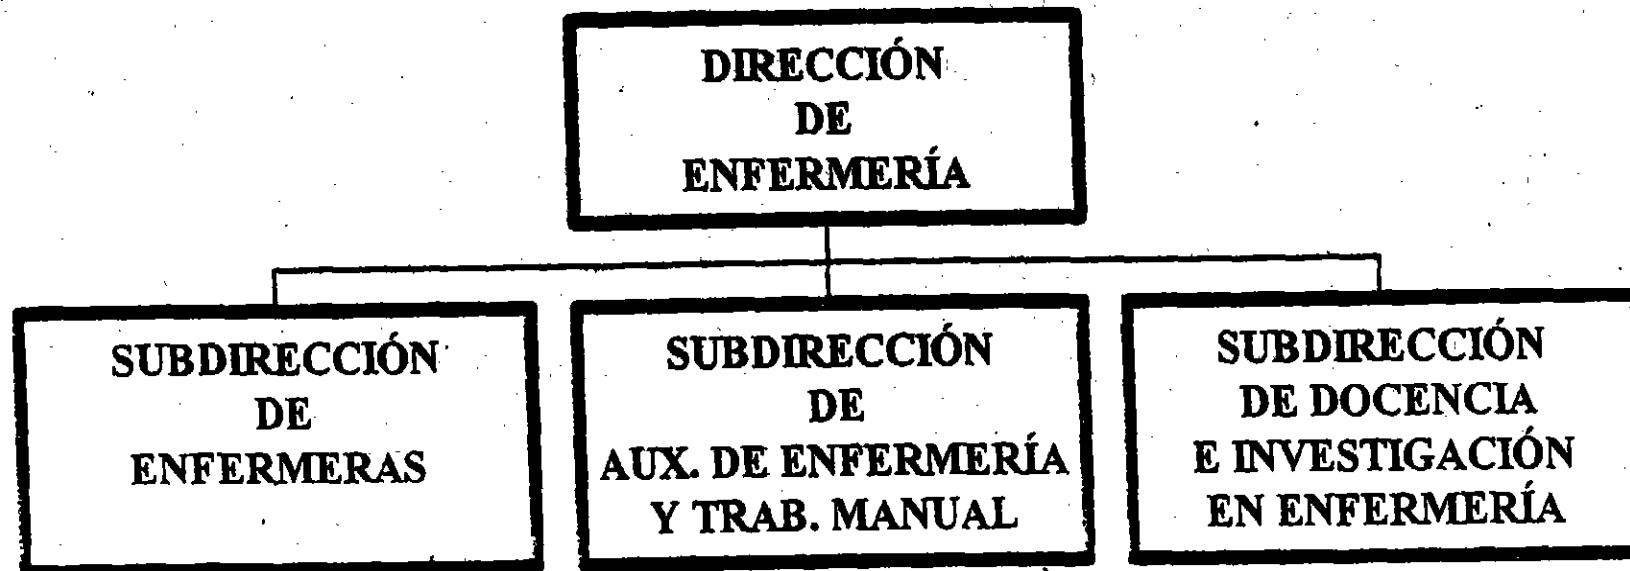 DIRECCIÓN
DE
ENFERMERÍA
SUBDIRECCIÓN
DE
ENFERMERAS
SUBDIRECCIÓN
DE
AUX. DE ENFERMERÍA
Y TRAB. MANUAL
SUBDIRECCIÓN
DE DOCENCIA
E INVESTIGACIÓN
EN ENFERMERÍA